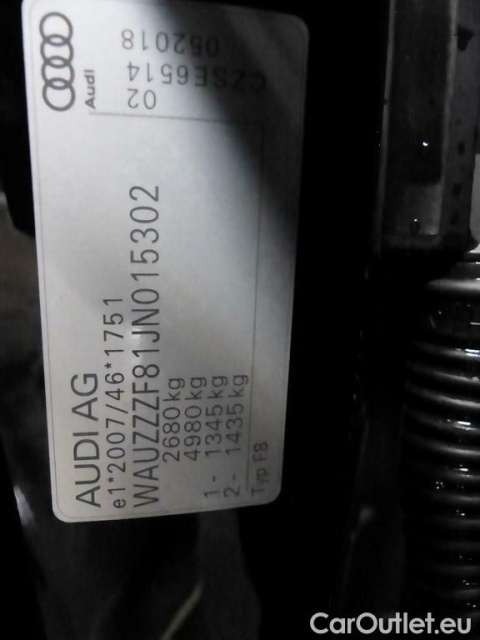 AUDI AG
e1*2007/46*1751
WAUZZZF81JN015302
2680kg
4980kg
1- 1345kg
2- 1435kg
Typ F8
Audi
02
CZSE6514
052018
CarOutlet.eu